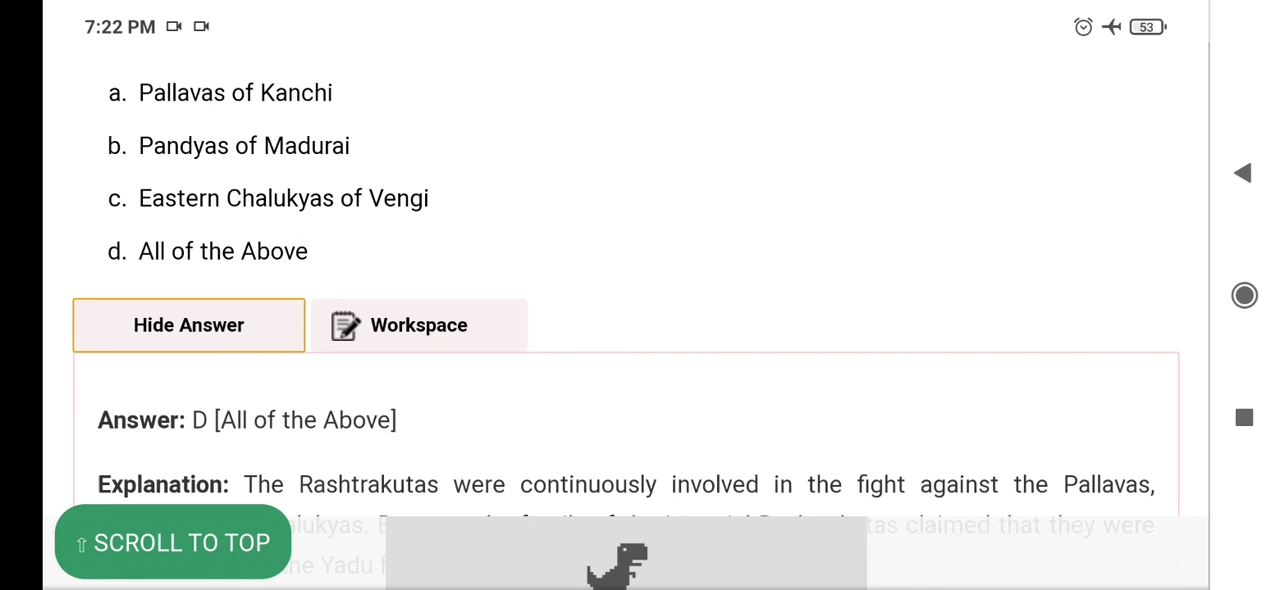 7:22 PM 53
a. Pallavas of Kanchi
b. Pandyas of Madurai
c. Eastern Chalukyas of Vengi
d. All of the Above
Hide Answer Workspace
Answer: D [All of the Above]
Explanation: The Rashtrakutas were continuously involved in the fight against the Pallavas,
claimed that they were
⇧ SCROLL TO TOP
he Yadu